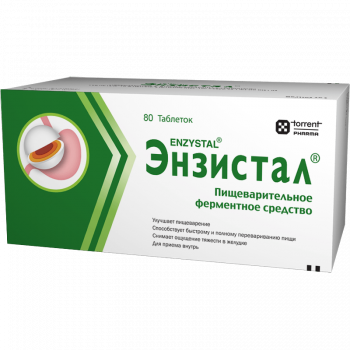 80 Таблеток
torrent
PHARMA
ENZYSTAL®
Энзистал®
Пищеварительное
ферментное средство
Улучшает пищеварение
Способствует быстрому и полному перевариванию пищи
Снимает ощущение тяжести в желудке
Для приема внутрь